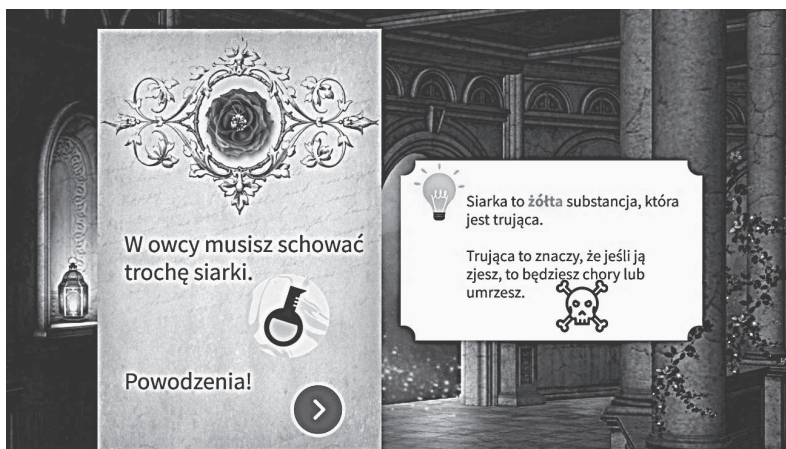 W owcy musisz schować
trochę siarki.
Powodzenia!
Siarka to żółta substancja, która
jest trująca.
Trująca to znaczy, że jeśli ją
zjesz, to będziesz chory lub
umrzesz.